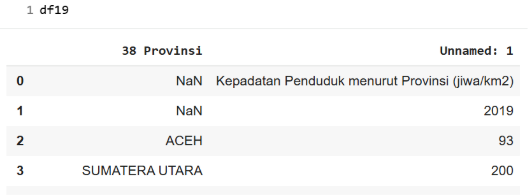 1 df19
38 Provinsi Unnamed: 1
0 NaN Kepadatan Penduduk menurut Provinsi (jiwa/km2)
1 NaN 2019
2 ACEH 93
3 SUMATERA UTARA 200